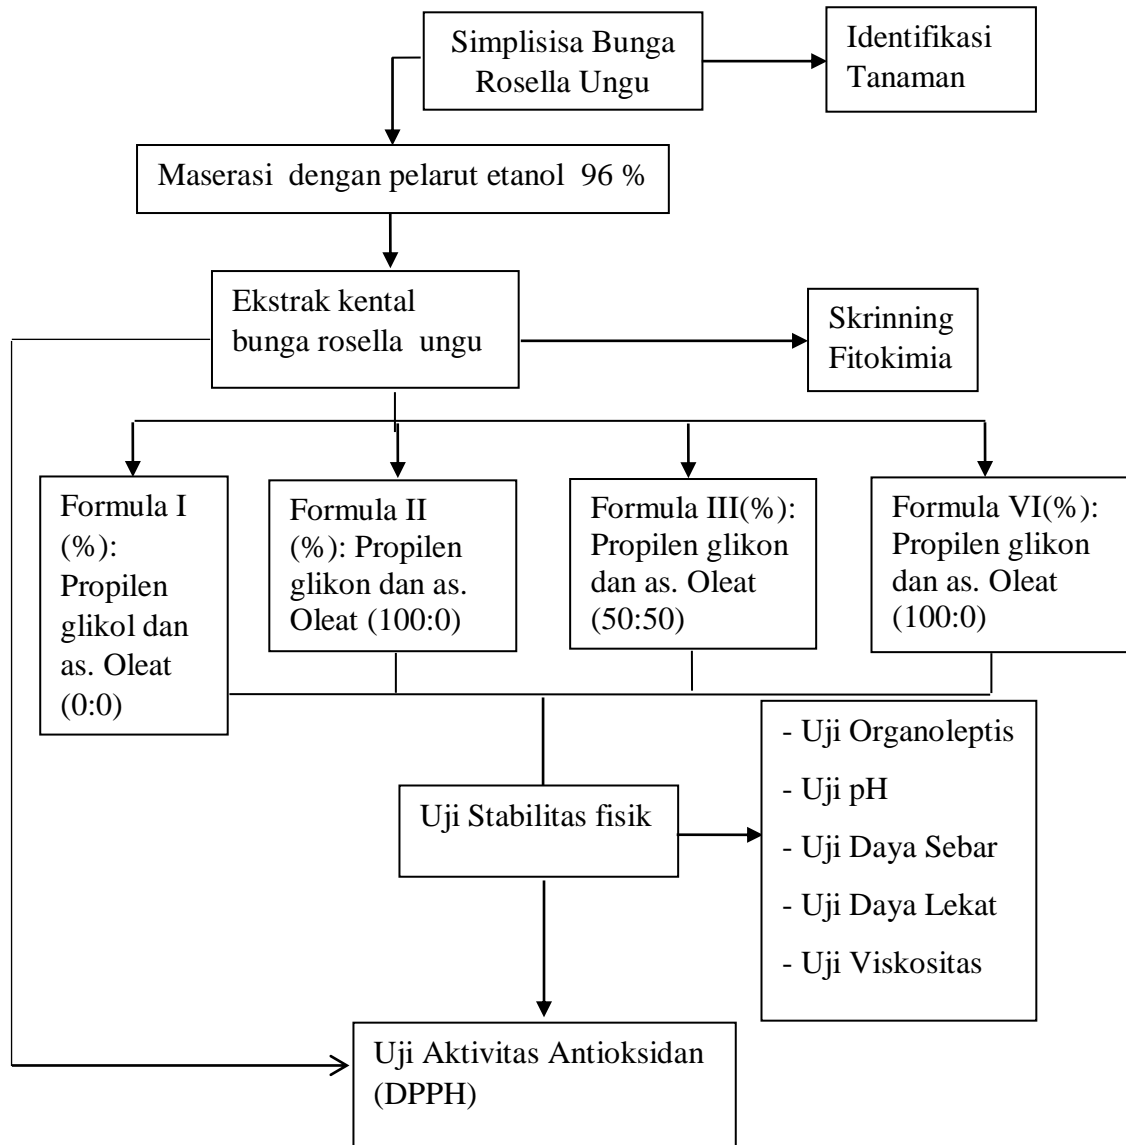 Simplisisa Bunga
Rosella Ungu
Identifikasi
Tanaman
Maserasi dengan pelarut etanol 96 %
Ekstrak kental
bunga rosella ungu
Skrinning
Fitokimia
Formula I
(%):
Propilen
glikol dan
as. Oleat
(0:0)
Formula II
(%): Propilen
glikon dan as.
Oleat (100:0)
Formula III(%):
Propilen glikon
dan as. Oleat
(50:50)
Formula VI(%):
Propilen glikon
dan as. Oleat
(100:0)
Uji Stabilitas fisik
- Uji Organoleptis
- Uji pH
- Uji Daya Sebar
- Uji Daya Lekat
- Uji Viskositas
Uji Aktivitas Antioksidan
(DPPH)